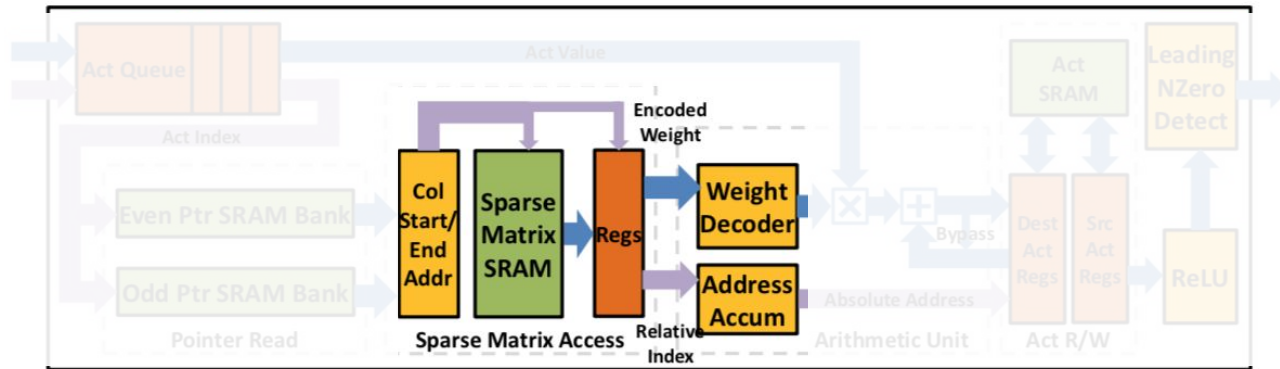 Act Queue
Act Value
Act Index
Even Ptr SRAM Bank
Odd Ptr SRAM Bank
Pointer Read
Col
Start/
End
Addr
Sparse
Matrix
SRAM
Regs
Sparse Matrix Access
Encoded
Weight
Relative
Index
Weight
Decoder
Address
Accum
Bypass
Absolute Address
Arithmetic Unit
Act
SRAM
Dest
Act
Regs
Src
Act
Regs
Act R/W
Leading
NZero
Detect
ReLU